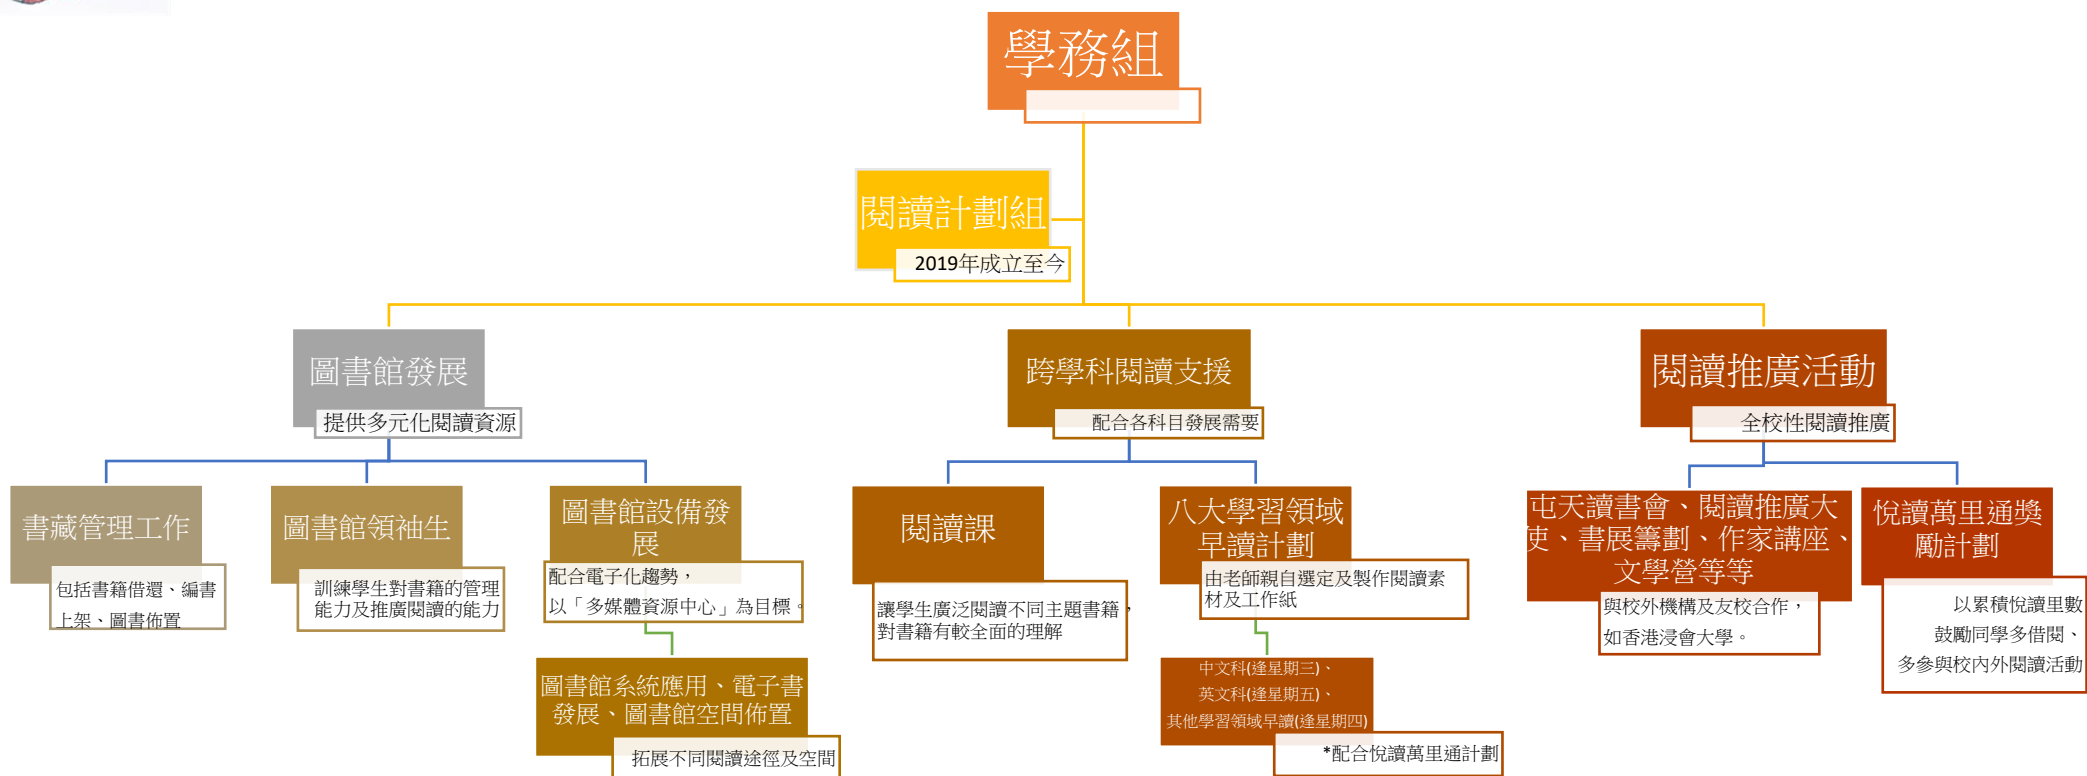 學務組
閱讀計劃組
2019年成立至今
圖書館發展
提供多元化閱讀資源
跨學科閱讀支援
配合各科目發展需要
閱讀推廣活動
全校性閱讀推廣
書藏管理工作
包括書籍借還、編書
上架、圖書佈置
圖書館領袖生
訓練學生對書籍的管理
能力及推廣閱讀的能力
圖書館設備發
展
配合電子化趨勢，
以「多媒體資源中心」為目標。
圖書館系統應用、電子書
發展、圖書館空間佈置
拓展不同閱讀途徑及空間
閱讀課
讓學生廣泛閱讀不同主題書籍，
對書籍有較全面的理解
八大學習領域
早讀計劃
由老師親自選定及製作閱讀素
材及工作紙
中文科(逢星期三)、
英文科(逢星期五)、
其他學習領域早讀(逢星期四)
*配合悅讀萬里通計劃
屯天讀書會、閱讀推廣大
使、書展籌劃、作家講座、
文學營等等
與校外機構及友校合作，
如香港浸會大學。
悅讀萬里通獎
勵計劃
以累積悅讀里數
鼓勵同學多借閱、
多參與校內外閱讀活動